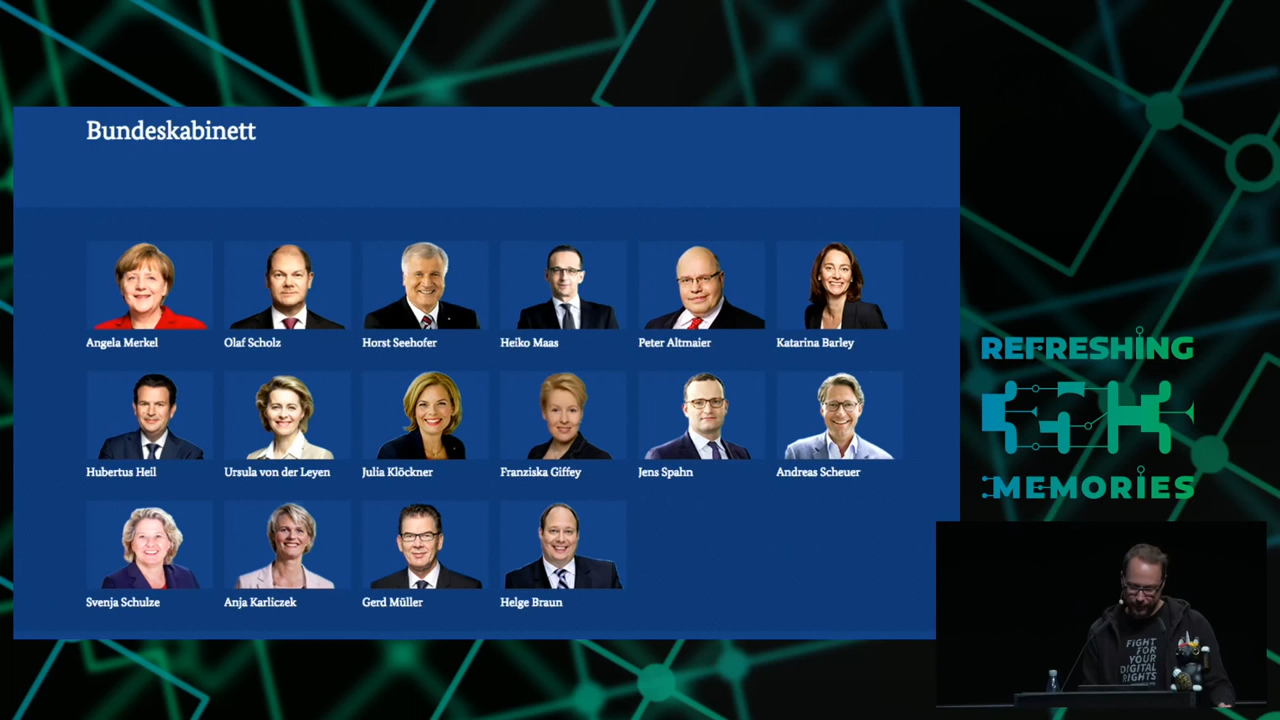 Bundeskabinett
Angela Merkel
Olaf Scholz
Horst Seehofer
Heiko Maas
Peter Altmaier
Katarina Barley
Hubertus Heil
Ursula von der Leyen
Julia Klöckner
Franziska Giffey
Jens Spahn
Andreas Scheuer
Svenja Schulze
Anja Karliczek
Gerd Müller
Helge Braun
REFRESHING
MEMORIES
FIGHT
FOR
YOUR
DIGITAL
RIGHTS